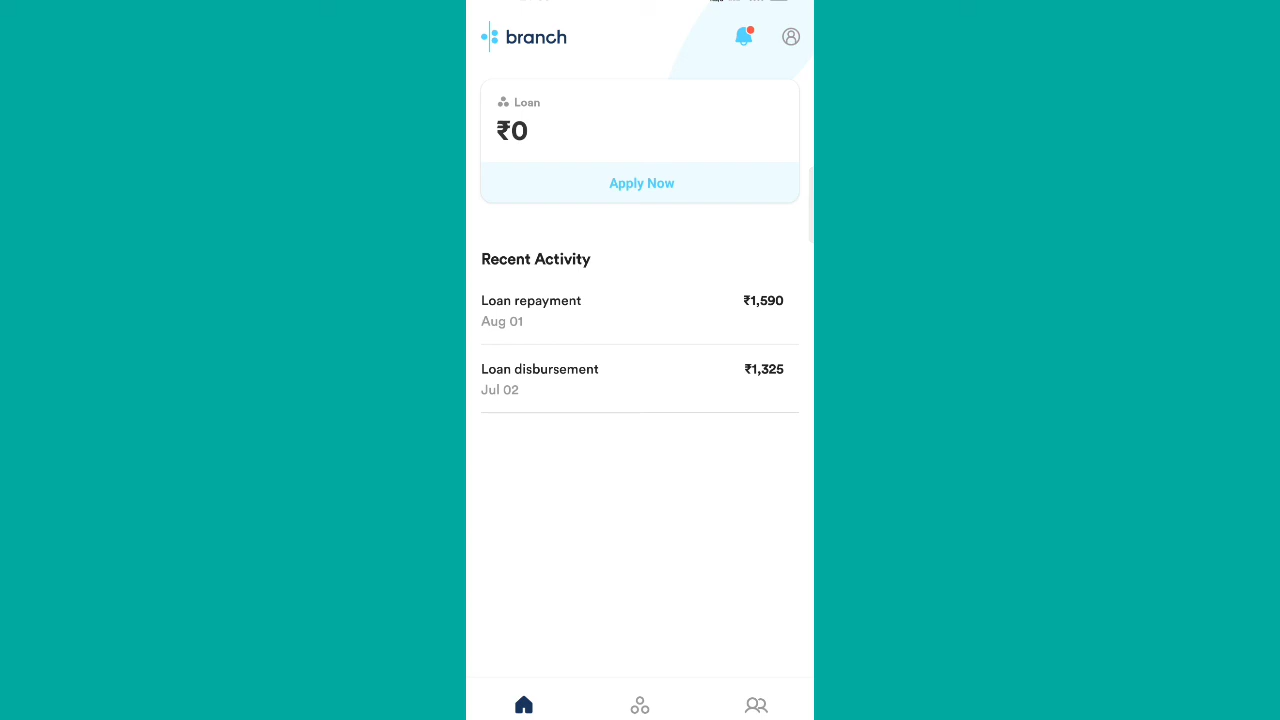 branch
Loan
₹0
Apply Now
Recent Activity
Loan repayment ₹1,590
Aug 01
Loan disbursement ₹1,325
Jul 02